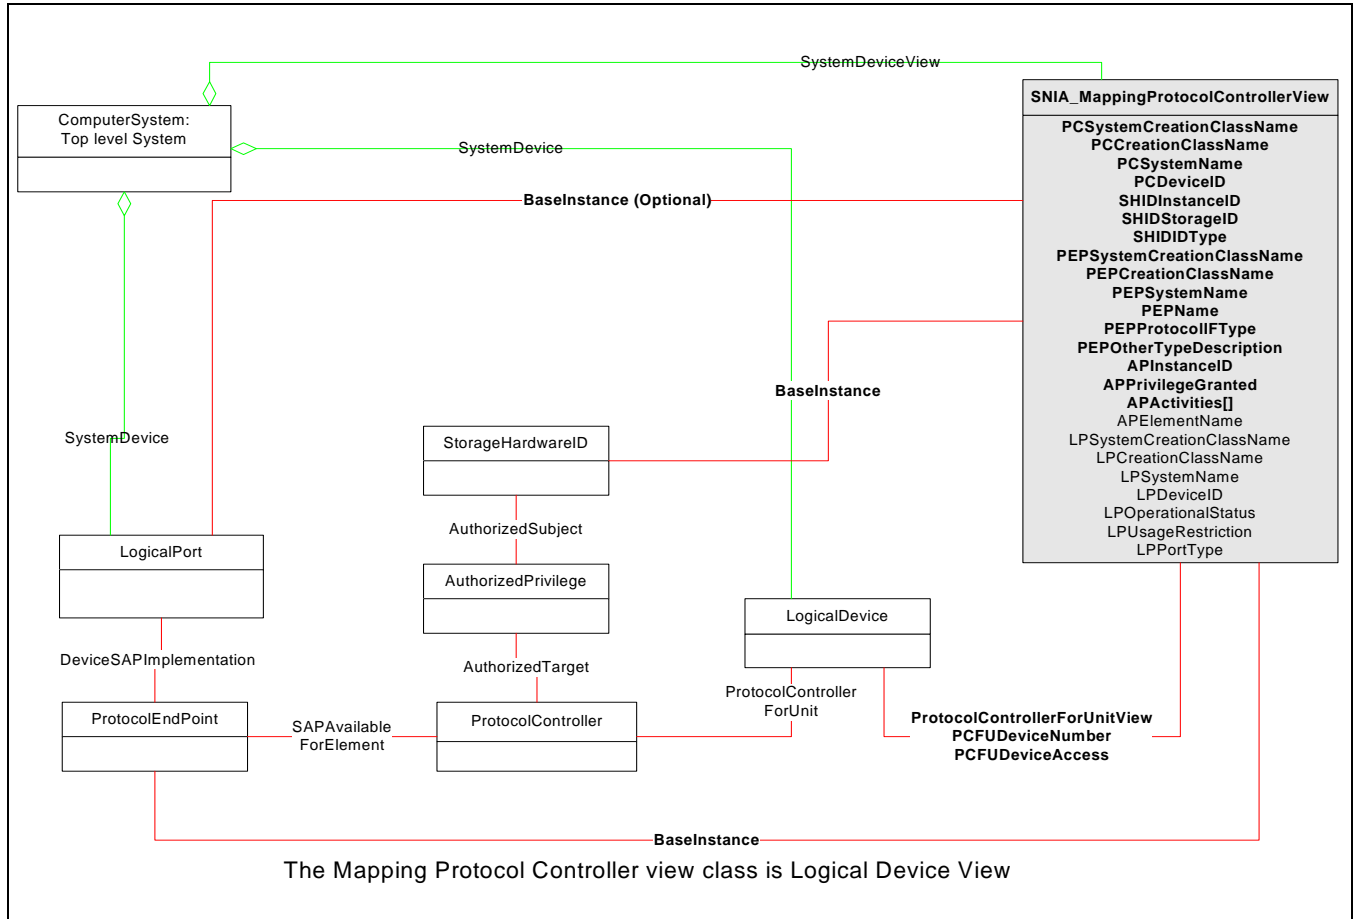 SystemDeviceView
SNIA_MappingProtocolControllerView
ComputerSystem:
Top level System
PCSystemCreationClassName
PCCreationClassName
PCSystemName
PCDeviceID
SHIDInstanceID
SHIDStorageID
SHIDIDType
PEPSystemCreationClassName
PEPCreationClassName
PEPSystemName
PEPName
PEPProtocolIFType
PEPOtherTypeDescription
APInstanceID
APPrivilegeGranted
APActivities[]
APElementName
LPSystemCreationClassName
LPCreationClassName
LPSystemName
LPDeviceID
LPOperationalStatus
LPUsageRestriction
LPPortType
SystemDevice
BaseInstance (Optional)
BaseInstance
SystemDevice
StorageHardwareID
AuthorizedSubject
LogicalPort
AuthorizedPrivilege
LogicalDevice
DeviceSAPImplementation
AuthorizedTarget
ProtocolController
ForUnit
ProtocolEndPoint
SAPAvailable
ForElement
ProtocolController
ProtocolControllerForUnitView
PCFUDeviceNumber
PCFUDeviceAccess
BaseInstance
The Mapping Protocol Controller view class is Logical Device View